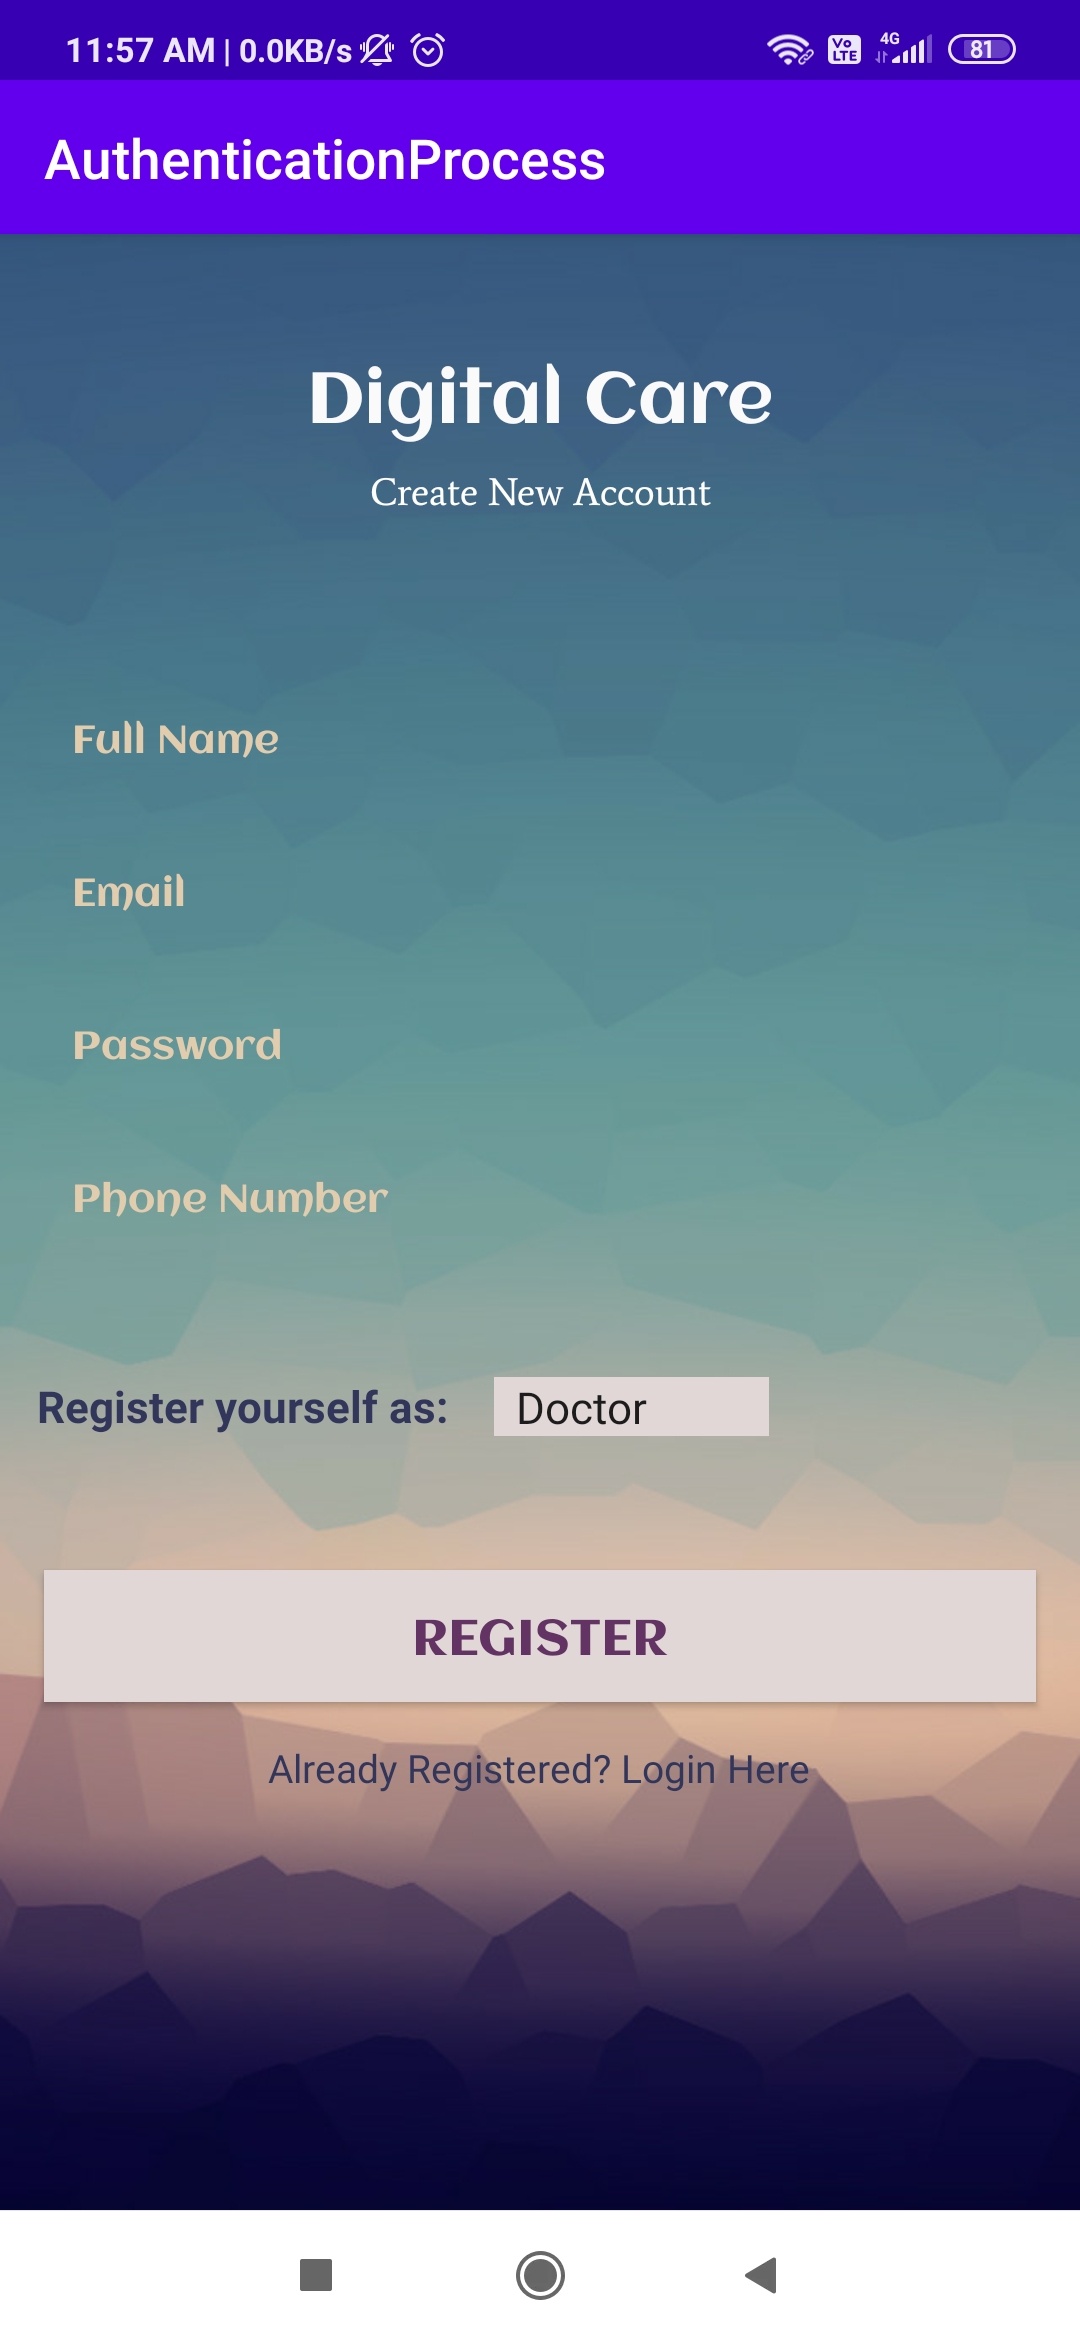 11:57 AM | 0.0KB/s Vo LTE 4G 81
AuthenticationProcess
Digital Care
Create New Account
Full Name
Email
Password
Phone Number
Register yourself as: Doctor
REGISTER
Already Registered? Login Here